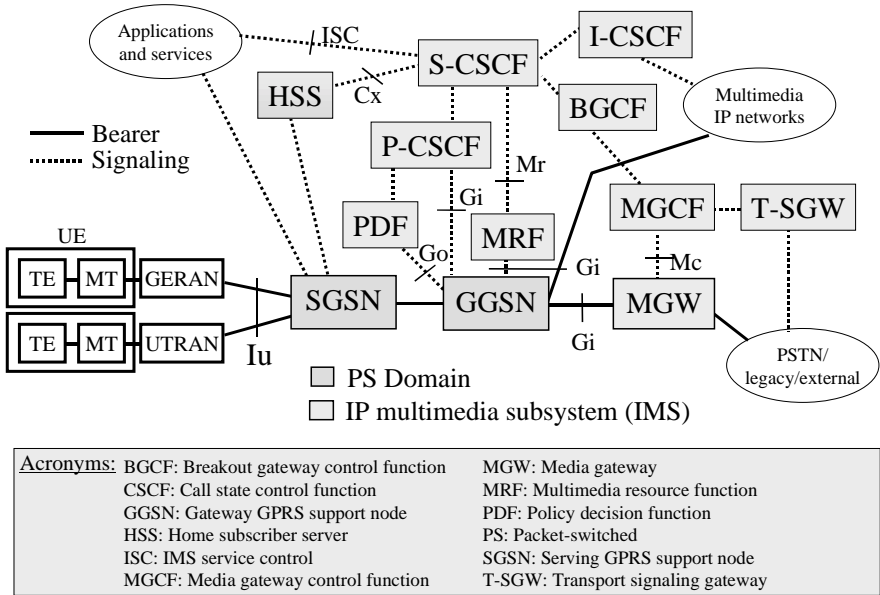 Applications
and services
ISC
I-CSCF
S-CSCF
HSS
Cx
BGCF
Multimedia
IP networks
Bearer
Signaling
P-CSCF
Mr
Gi
PDF
MRF
MGCF
T-SGW
UE
Go
Gi
Mc
TE
MT
GERAN
SGSN
GGSN
MGW
TE
MT
UTRAN
Iu
Gi
PSTN/
legacy/external
PS Domain
IP multimedia subsystem (IMS)
Acronyms:
BGCF: Breakout gateway control function
CSCF: Call state control function
GGSN: Gateway GPRS support node
HSS: Home subscriber server
ISC: IMS service control
MGCF: Media gateway control function
MGW: Media gateway
MRF: Multimedia resource function
PDF: Policy decision function
PS: Packet-switched
SGSN: Serving GPRS support node
T-SGW: Transport signaling gateway